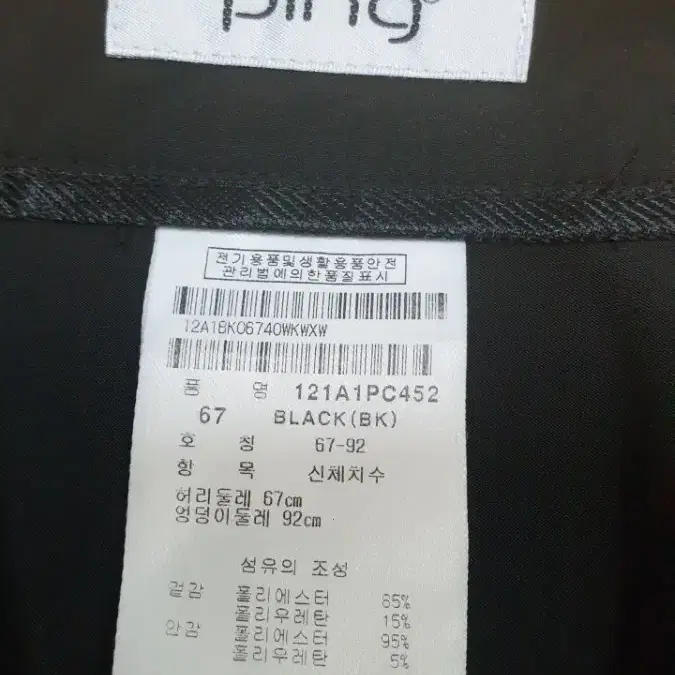 ping
전기용품및생활용품안전
관리법에의한품질표시
12A1BK06740WKWXW
품 명 121A1PC452
67 BLACK(BK)
호 칭 67-92
항 목 신체치수
허리둘레 67cm
엉덩이둘레 92cm
섬유의 조성
겉감 폴리에스터 85%
폴리우레탄 15%
안감 폴리에스터 95%
폴리우레탄 5%